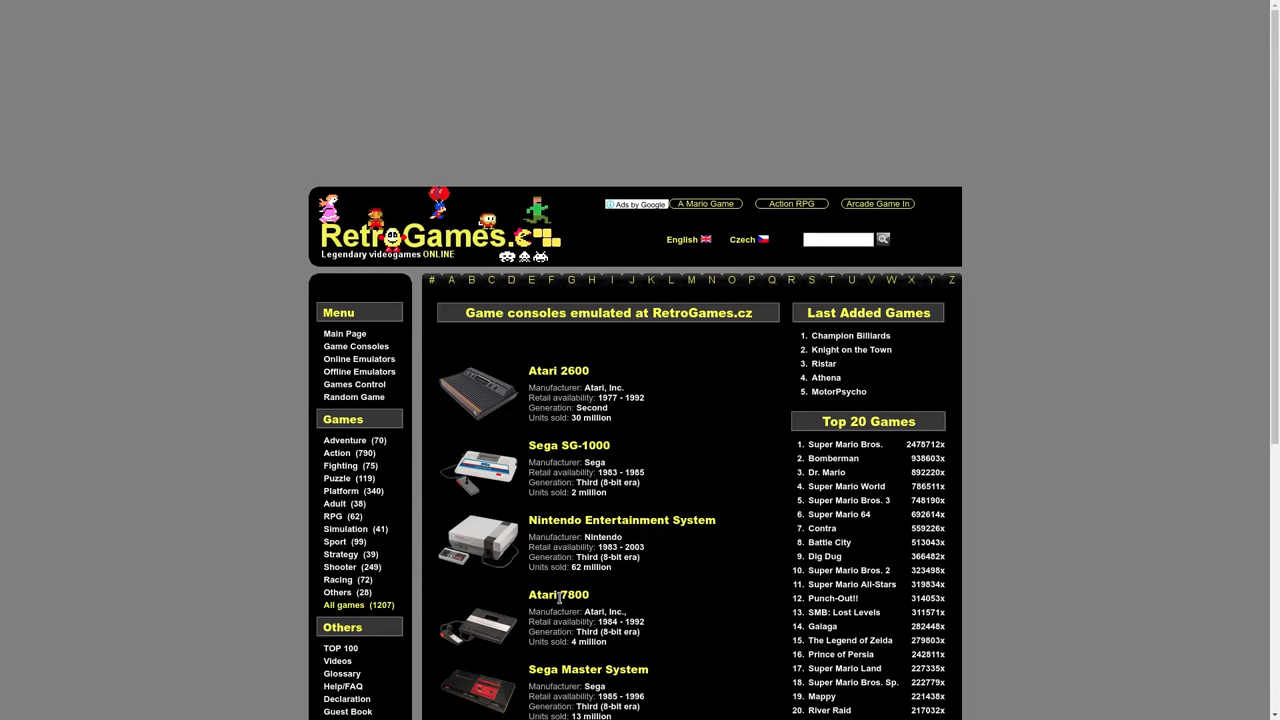 RetroGames.cz
Legendary videogames ONLINE
Ads by Google
A Mario Game
Action RPG
Arcade Game In
English
Czech
# A B C D E F G H I J K L M N O P Q R S T U V W X Y Z
Menu
Main Page
Game Consoles
Online Emulators
Offline Emulators
Games Control
Random Game
Games
Adventure (70)
Action (790)
Fighting (75)
Puzzle (119)
Platform (340)
Adult (38)
RPG (62)
Simulation (41)
Sport (99)
Strategy (39)
Shooter (249)
Racing (72)
Others (28)
All games (1207)
Others
TOP 100
Videos
Glossary
Help/FAQ
Declaration
Guest Book
Game consoles emulated at RetroGames.cz
Atari 2600
Manufacturer: Atari, Inc.
Retail availability: 1977 - 1992
Generation: Second
Units sold: 30 million
Sega SG-1000
Manufacturer: Sega
Retail availability: 1983 - 1985
Generation: Third (8-bit era)
Units sold: 2 million
Nintendo Entertainment System
Manufacturer: Nintendo
Retail availability: 1983 - 2003
Generation: Third (8-bit era)
Units sold: 62 million
Atari 7800
Manufacturer: Atari, Inc.,
Retail availability: 1984 - 1992
Generation: Third (8-bit era)
Units sold: 4 million
Sega Master System
Manufacturer: Sega
Retail availability: 1985 - 1996
Generation: Third (8-bit era)
Units sold: 13 million
Last Added Games
1. Champion Billiards
2. Knight on the Town
3. Ristar
4. Athena
5. MotorPsycho
Top 20 Games
1. Super Mario Bros. 2478712x
2. Bomberman 938603x
3. Dr. Mario 892220x
4. Super Mario World 786511x
5. Super Mario Bros. 3 748190x
6. Super Mario 64 692614x
7. Contra 559226x
8. Battle City 513043x
9. Dig Dug 366482x
10. Super Mario Bros. 2 323498x
11. Super Mario All-Stars 319834x
12. Punch-Out!! 314053x
13. SMB: Lost Levels 311571x
14. Galaga 282448x
15. The Legend of Zelda 279803x
16. Prince of Persia 242811x
17. Super Mario Land 227335x
18. Super Mario Bros. Sp. 222779x
19. Mappy 221438x
20. River Raid 217032x